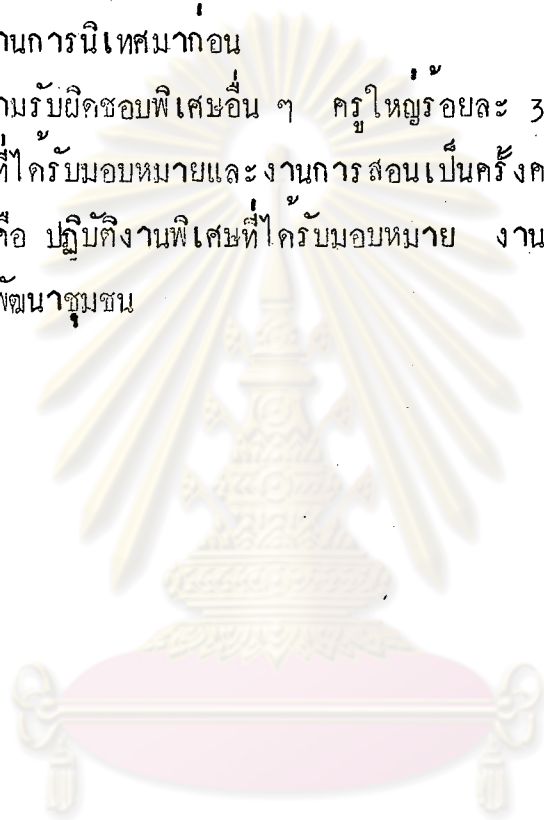 านการนิเทศมาก่อน
ามรับผิดชอบพิเศษอื่น ๆ ครูใหญ่ร้อยละ 3
ที่ได้รับมอบหมายและงานการสอนเป็นครั้งค
คือ ปฏิบัติงานพิเศษที่ได้รับมอบหมาย งาน
พัฒนาชุมชน